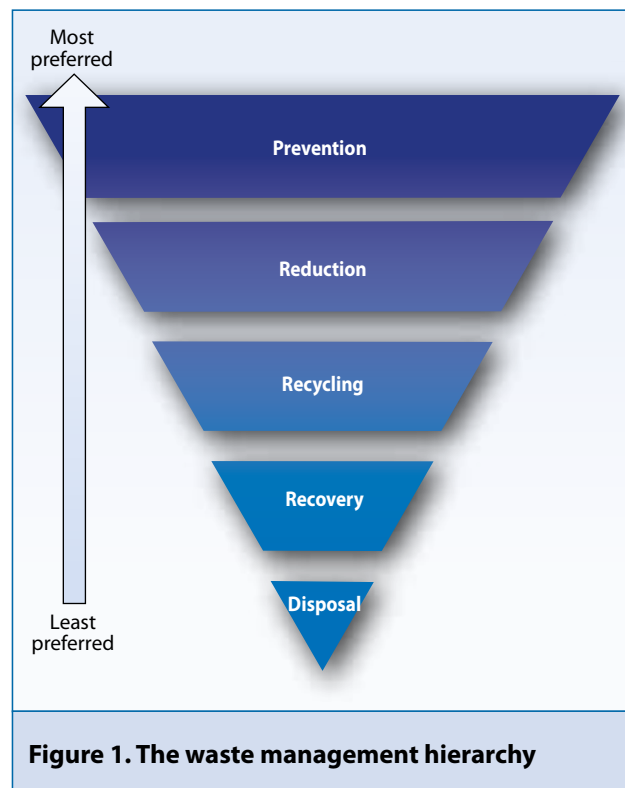 Most
preferred
Prevention
Reduction
Recycling
Recovery
Disposal
Least
preferred
Figure 1. The waste management hierarchy